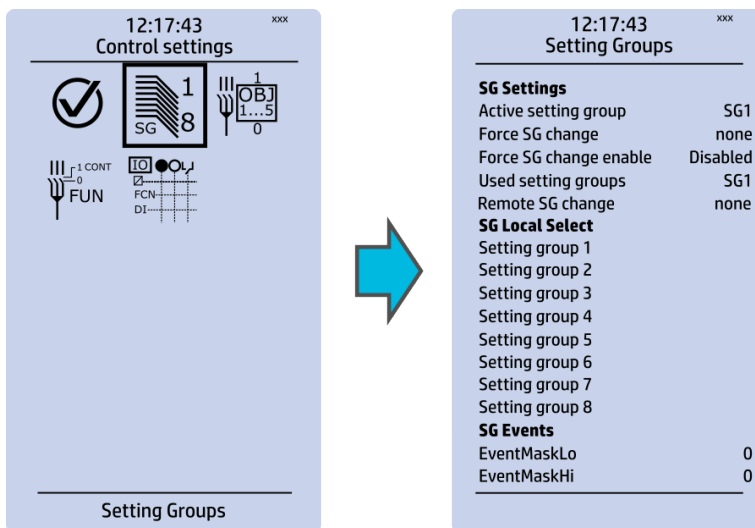 12:17:43 xxx
Control settings
1
SG 8
1
OBJ
1...5
0
1 CONT
0
FUN
IO
FCN
DI
Setting Groups
12:17:43 xxx
Setting Groups
SG Settings
Active setting group SG1
Force SG change none
Force SG change enable Disabled
Used setting groups SG1
Remote SG change none
SG Local Select
Setting group 1
Setting group 2
Setting group 3
Setting group 4
Setting group 5
Setting group 6
Setting group 7
Setting group 8
SG Events
EventMaskLo 0
EventMaskHi 0